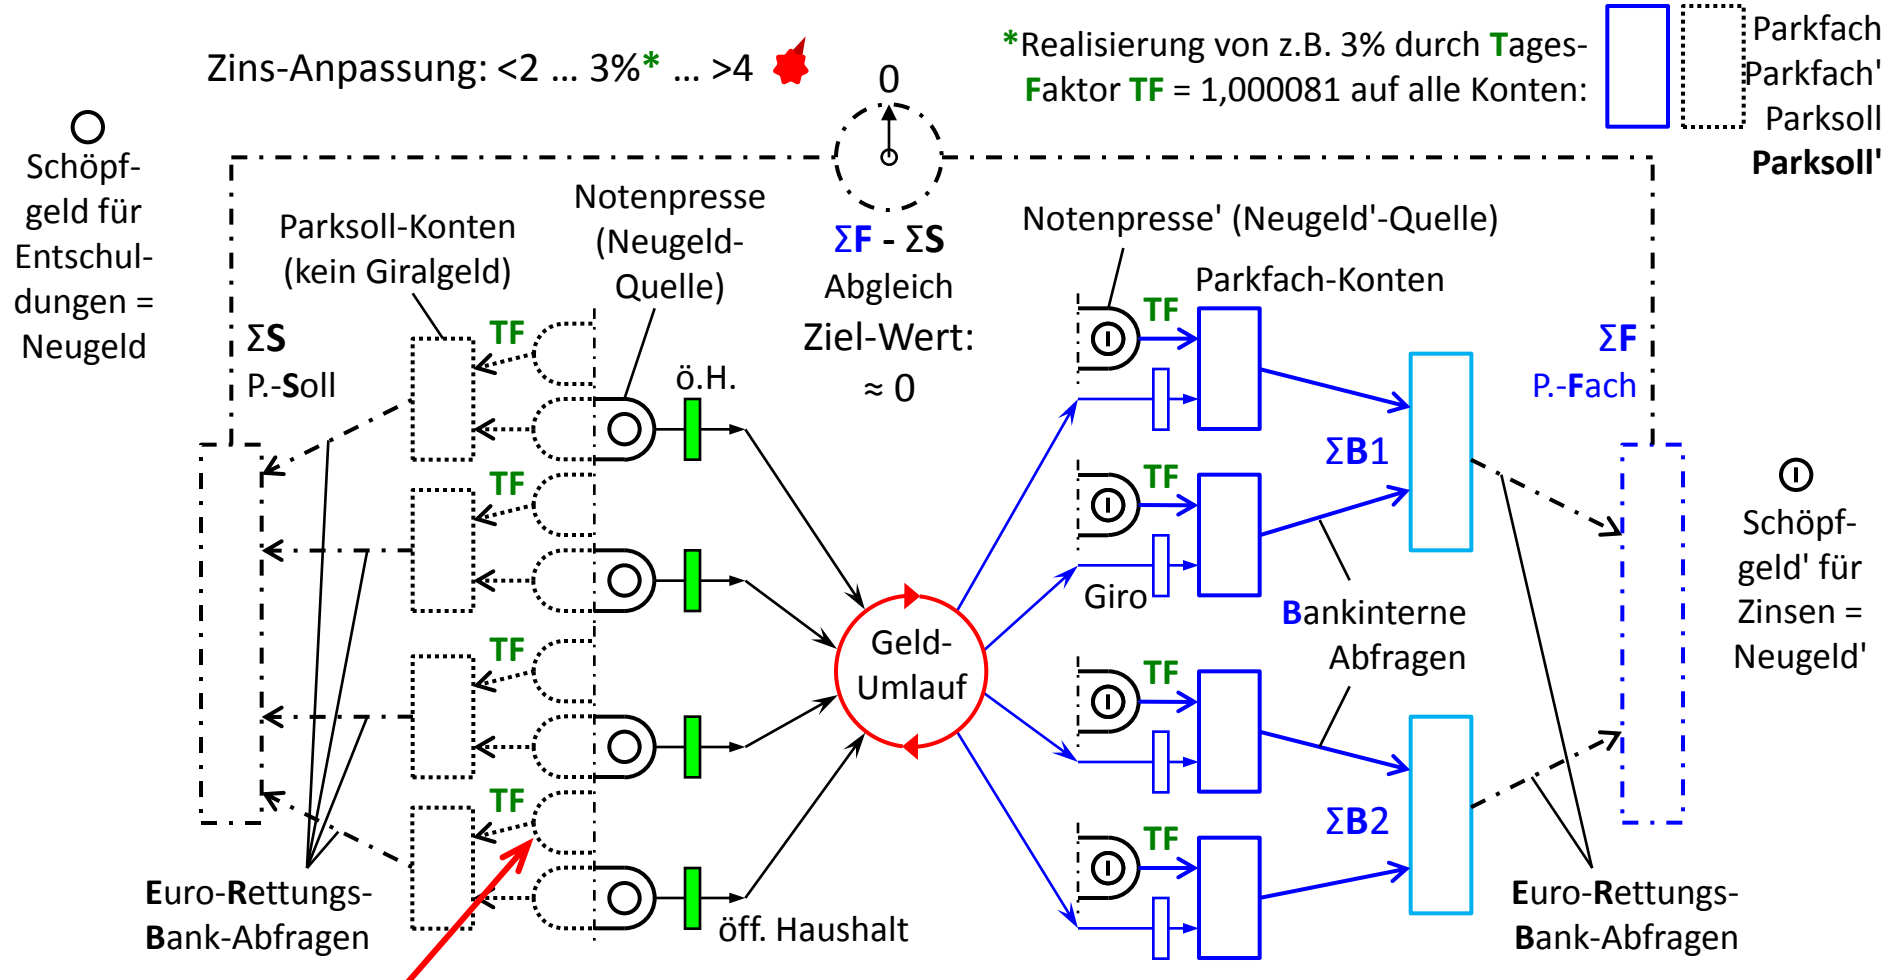 Zins-Anpassung: <2 ... 3%* ... >4
0
*Realisierung von z.B. 3% durch Tages-
Faktor TF = 1,000081 auf alle Konten:
Parkfach
Parkfach'
Parksoll
Parksoll'
Schöpf-
geld für
Entschul-
dungen =
Neugeld
ΣS
P.-Soll
Parksoll-Konten
(kein Giralgeld)
Notenpresse
(Neugeld-
Quelle)
ΣF - ΣS
Abgleich
Ziel-Wert:
≈ 0
Notenpresse' (Neugeld'-Quelle)
Parkfach-Konten
ΣF
P.-Fach
TF
TF
TF
TF
ö.H.
öff. Haushalt
Geld-
Umlauf
TF
TF
TF
TF
Giro
ΣB1
Bankinterne
Abfragen
ΣB2
Schöpf-
geld' für
Zinsen =
Neugeld'
Euro-Rettungs-
Bank-Abfragen
Euro-Rettungs-
Bank-Abfragen